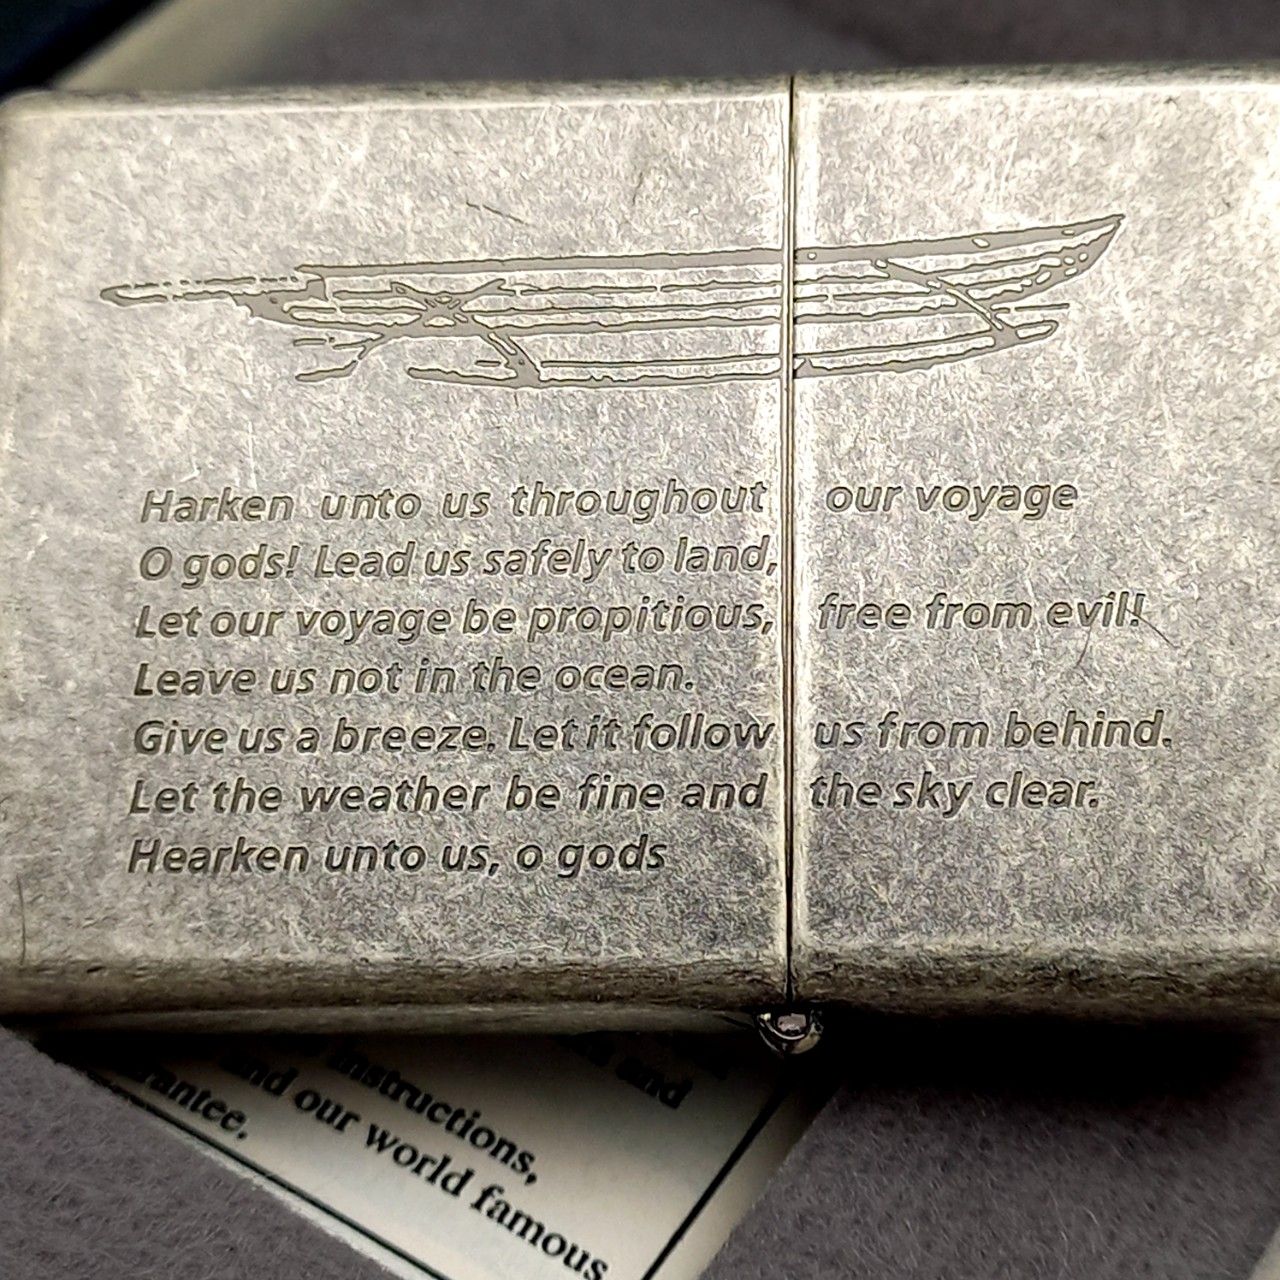 Harken unto us throughout our voyage
O gods! Lead us safely to land,
Let our voyage be propitious, free from evil!
Leave us not in the ocean.
Give us a breeze. Let it follow us from behind.
Let the weather be fine and the sky clear.
Hearken unto us, o gods
and
instructions,
and our world famous